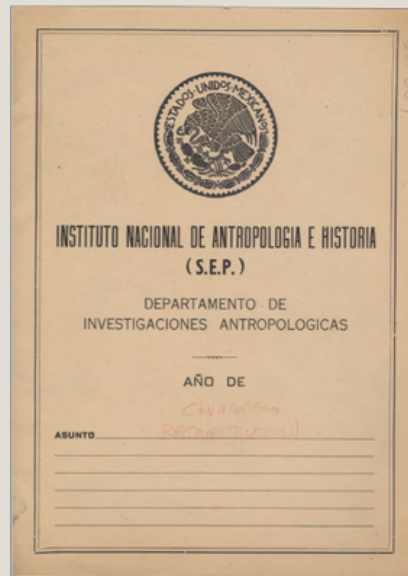 ESTADOS·UNIDOS·MEXICANOS
INSTITUTO NACIONAL DE ANTROPOLOGIA E HISTORIA
(S.E.P.)
DEPARTAMENTO DE
INVESTIGACIONES ANTROPOLOGICAS
AÑO DE
ASUNTO